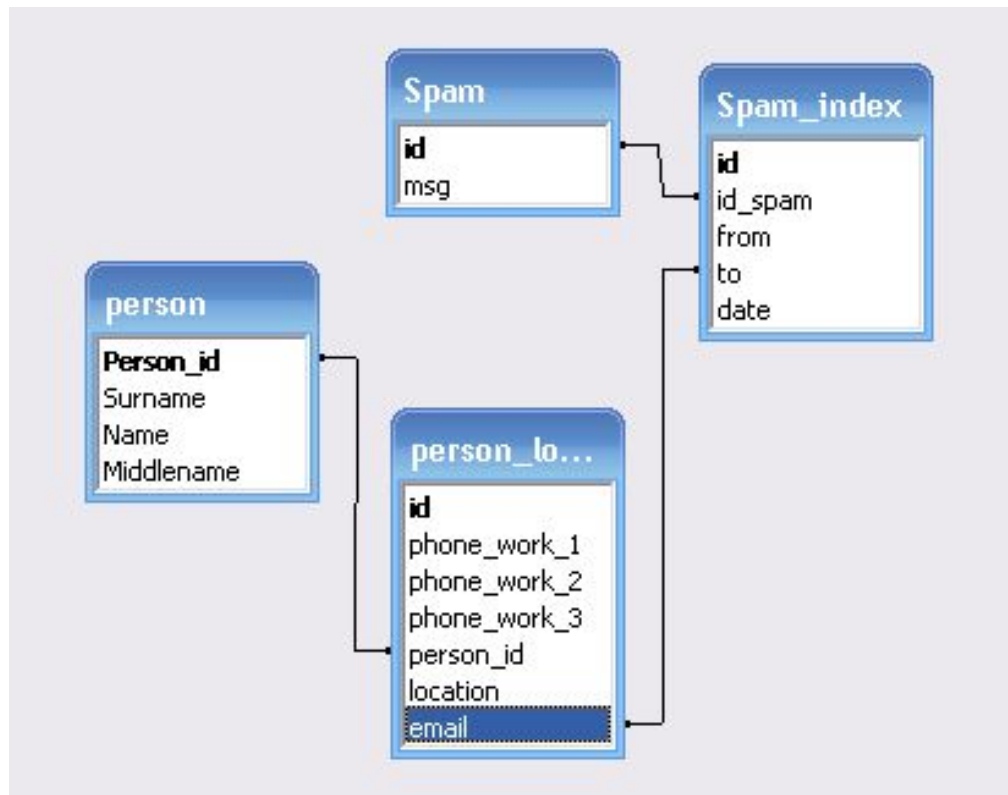 Spam
id
msg
Spam_index
id
id_spam
from
to
date
person
Person_id
Surname
Name
Middlename
person_lo...
id
phone_work_1
phone_work_2
phone_work_3
person_id
location
email